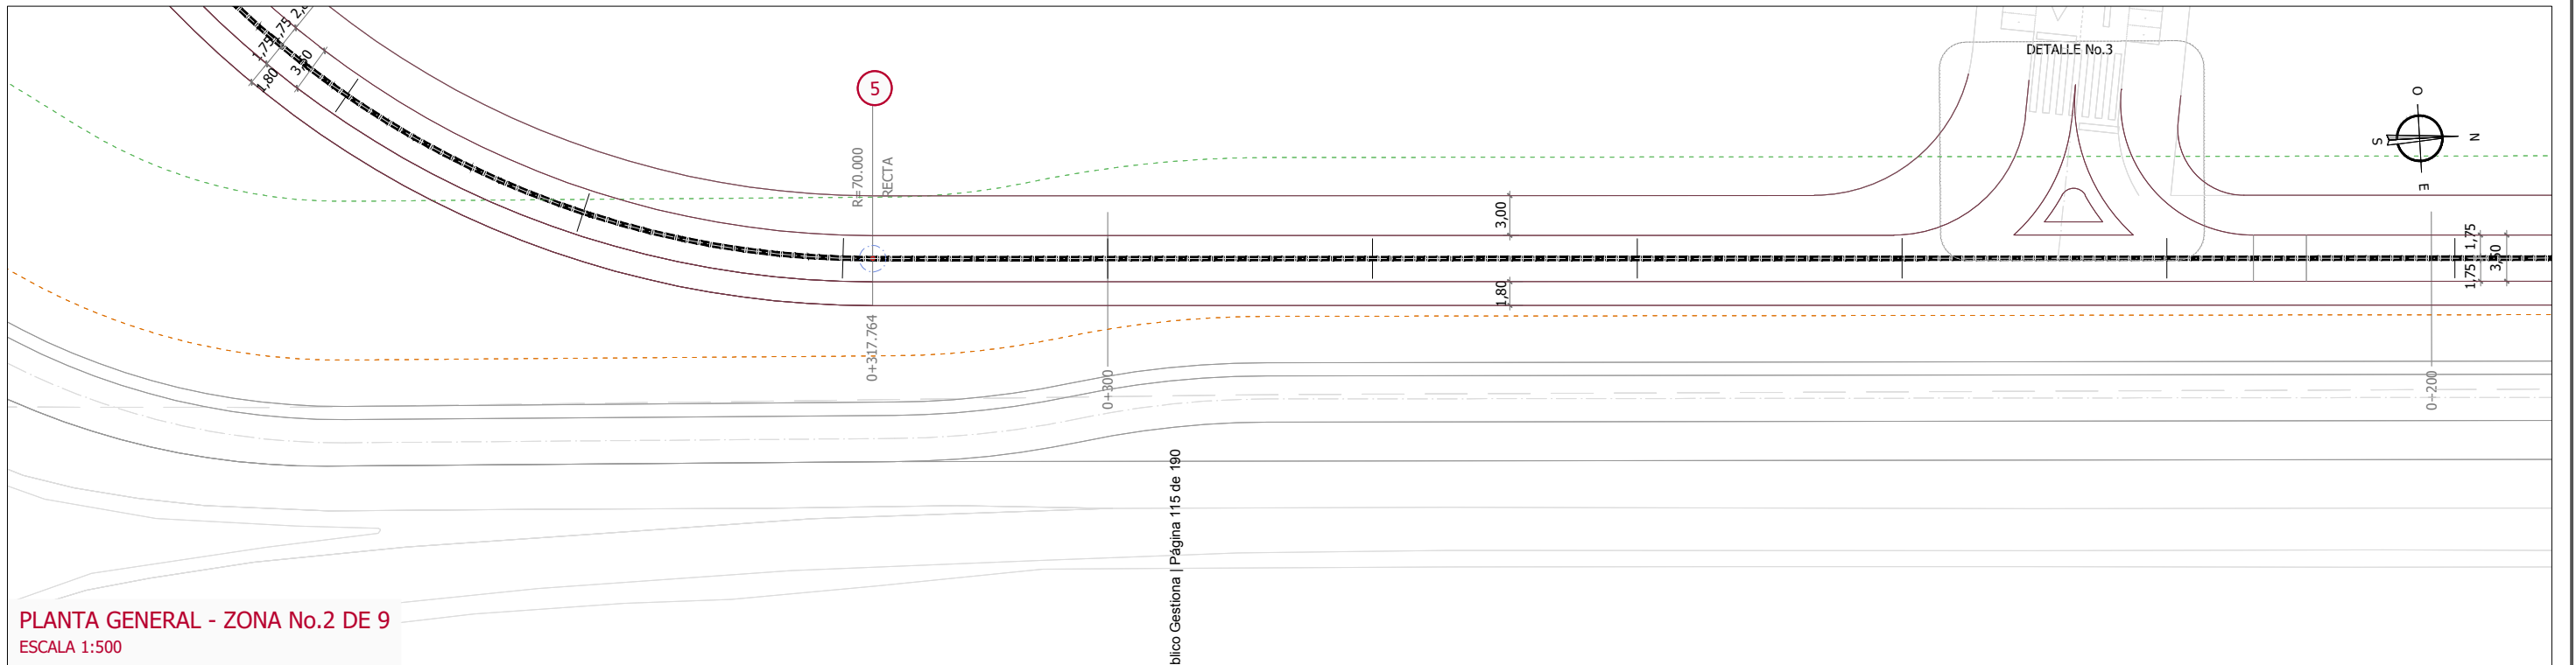 1,75
1,75
3,50
1,80
5
R=70.000
RECTA
0+317.764
0+300
3,00
1,80
DETALLE No.3
O
S
N
E
1,75
1,75
3,50
0+200
blico Gestiona | Página 115 de 190
PLANTA GENERAL - ZONA No.2 DE 9
ESCALA 1:500